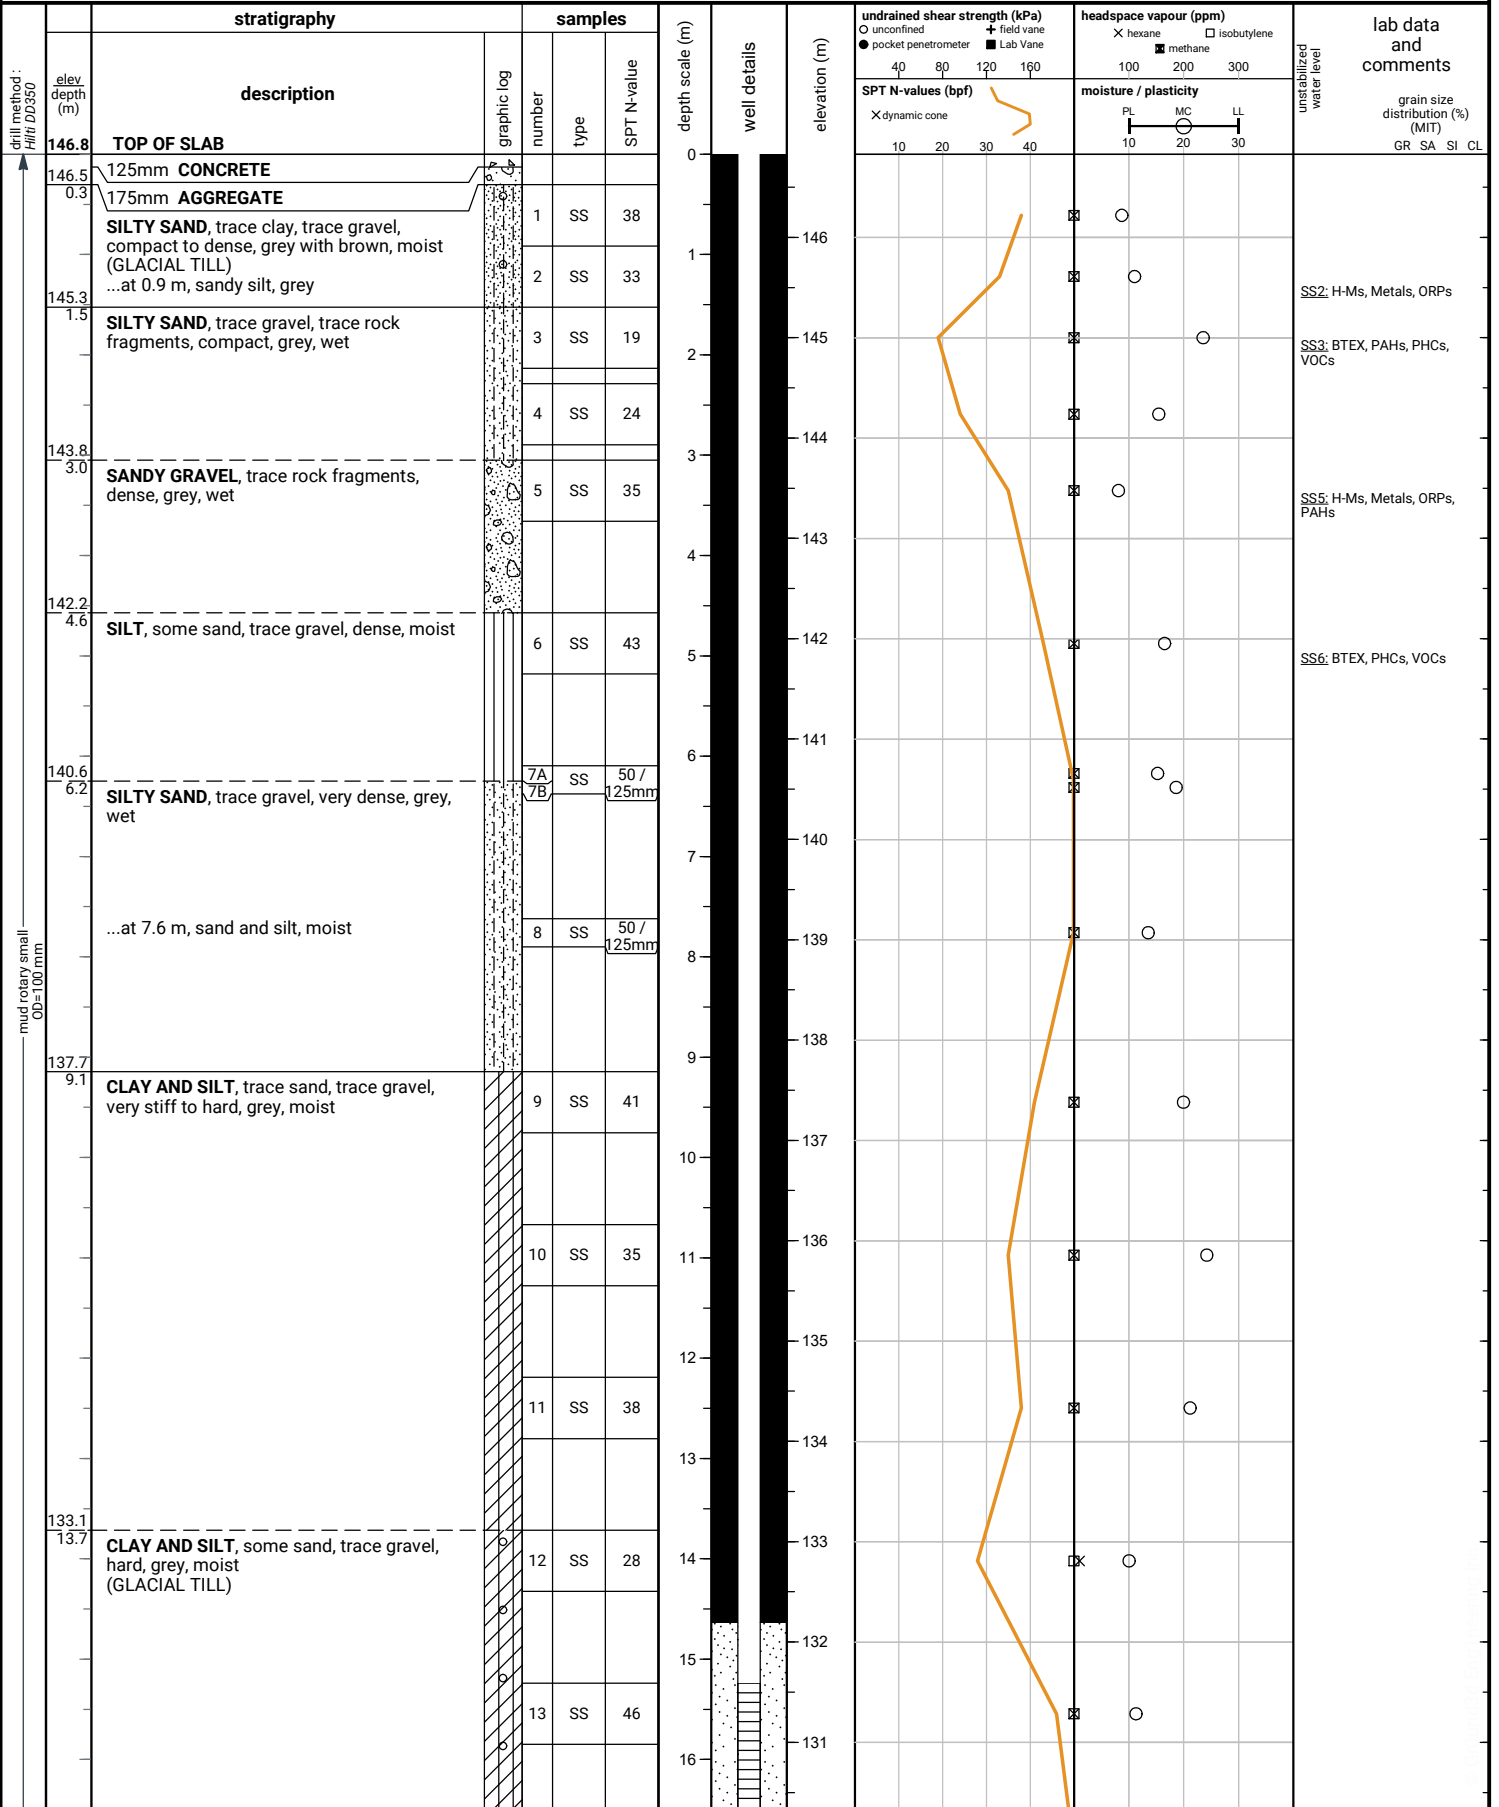 stratigraphy
samples
drill method :
Hilti DD350
elev
depth
(m)
description
graphic log
number
type
SPT N-value
depth scale (m)
well details
elevation (m)
undrained shear strength (kPa)
unconfined
field vane
pocket penetrometer
Lab Vane
40 80 120 160
SPT N-values (bpf)
dynamic cone
10 20 30 40
headspace vapour (ppm)
hexane
isobutylene
methane
100 200 300
moisture / plasticity
PL MC LL
10 20 30
unstabilized
water level
lab data
and
comments
grain size
distribution (%)
(MIT)
GR SA SI CL
146.8 TOP OF SLAB
125mm CONCRETE
146.5
0.3
175mm AGGREGATE
SILTY SAND, trace clay, trace gravel,
compact to dense, grey with brown, moist
(GLACIAL TILL)
...at 0.9 m, sandy silt, grey
145.3
1.5
SILTY SAND, trace gravel, trace rock
fragments, compact, grey, wet
143.8
3.0
SANDY GRAVEL, trace rock fragments,
dense, grey, wet
142.2
4.6
SILT, some sand, trace gravel, dense, moist
140.6
6.2
SILTY SAND, trace gravel, very dense, grey,
wet
...at 7.6 m, sand and silt, moist
137.7
9.1
CLAY AND SILT, trace sand, trace gravel,
very stiff to hard, grey, moist
133.1
13.7
CLAY AND SILT, some sand, trace gravel,
hard, grey, moist
(GLACIAL TILL)
mud rotary small
OD=100 mm
1 SS 38
2 SS 33
3 SS 19
4 SS 24
5 SS 35
6 SS 43
7A
7B
SS
50 /
125mm
8 SS
50 /
125mm
9 SS 41
10 SS 35
11 SS 38
12 SS 28
13 SS 46
0
1
2
3
4
5
6
7
8
9
10
11
12
13
14
15
16
146
145
144
143
142
141
140
139
138
137
136
135
134
133
132
131
SS2: H-Ms, Metals, ORPs
SS3: BTEX, PAHs, PHCs,
VOCs
SS5: H-Ms, Metals, ORPs,
PAHs
SS6: BTEX, PHCs, VOCs